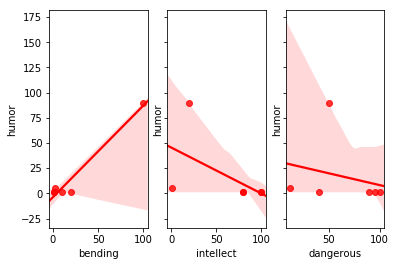 175
150
125
100
75
50
25
0
−25
humor
0 50 100
bending
humor
0 50 100
intellect
humor
50 100
dangerous